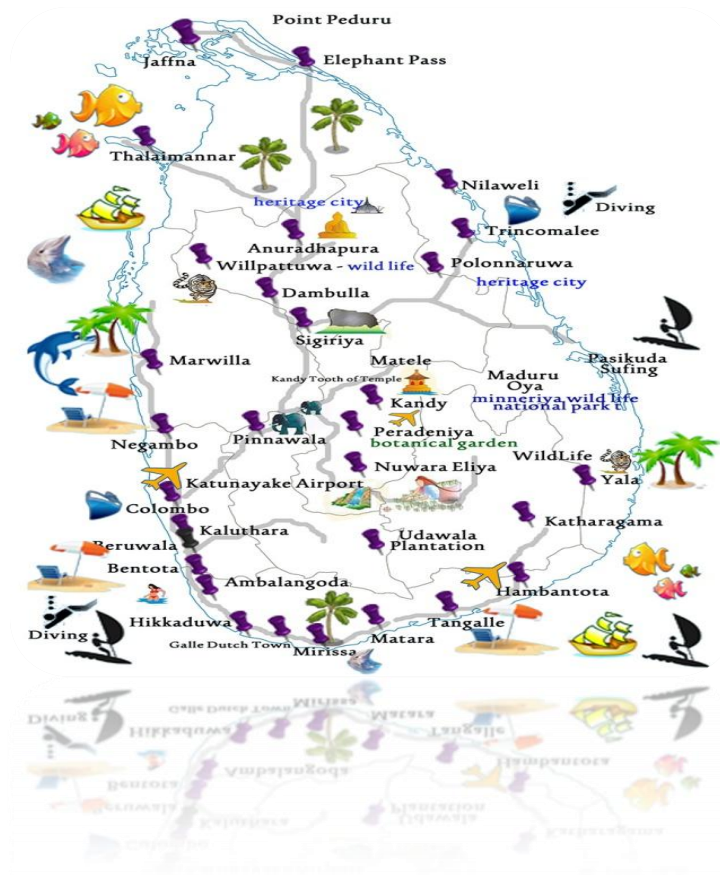 Point Peduru
Jaffna
Elephant Pass
Thalaimannar
Nilaweli
heritage city
Diving
Trincomalee
Anuradhapura
Willpattuwa - wild life
Polonnaruwa
heritage city
Dambulla
Sigiriya
Marwilla
Matele
Pasikuda
Sufing
Kandy Tooth of Temple
Maduru
Oya
Kandy
minneriya wild life
national park t
Negambo
Pinnawala
Peradeniya
botanical garden
WildLife
Nuwara Eliya
Yala
Katunayake Airport
Colombo
Katharagama
Kaluthara
Udawala
Plantation
Beruwala
Bentota
Ambalangoda
Hambantota
Hikkaduwa
Tangalle
Diving
Matara
Galle Dutch Town
Mirissa